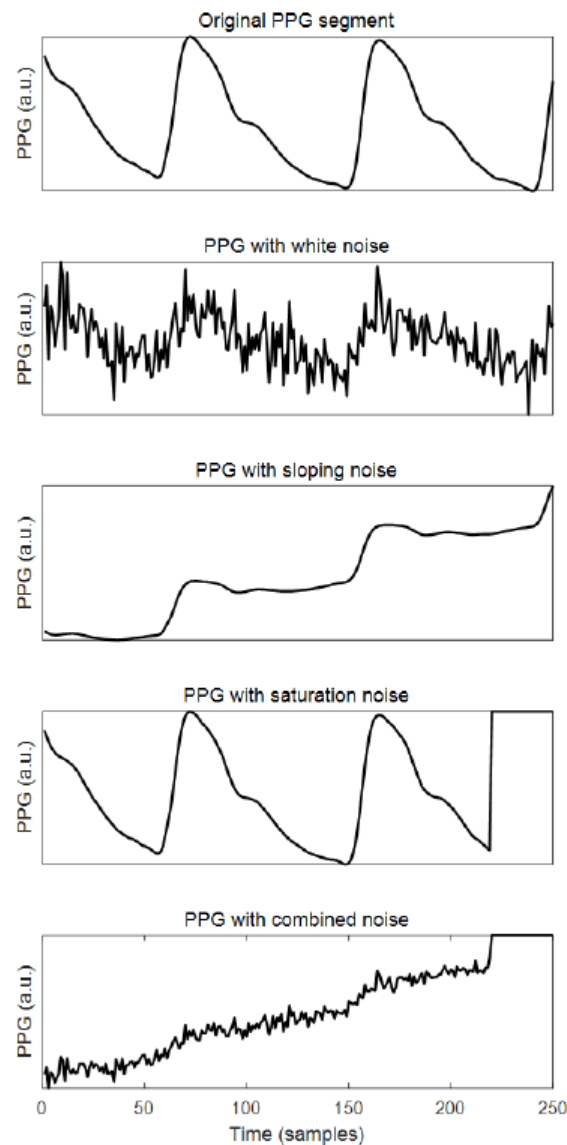 Original PPG segment
PPG (a.u.)
PPG with white noise
PPG (a.u.)
PPG with sloping noise
PPG (a.u.)
PPG with saturation noise
PPG (a.u.)
PPG with combined noise
PPG (a.u.)
0 50 100 150 200 250
Time (samples)